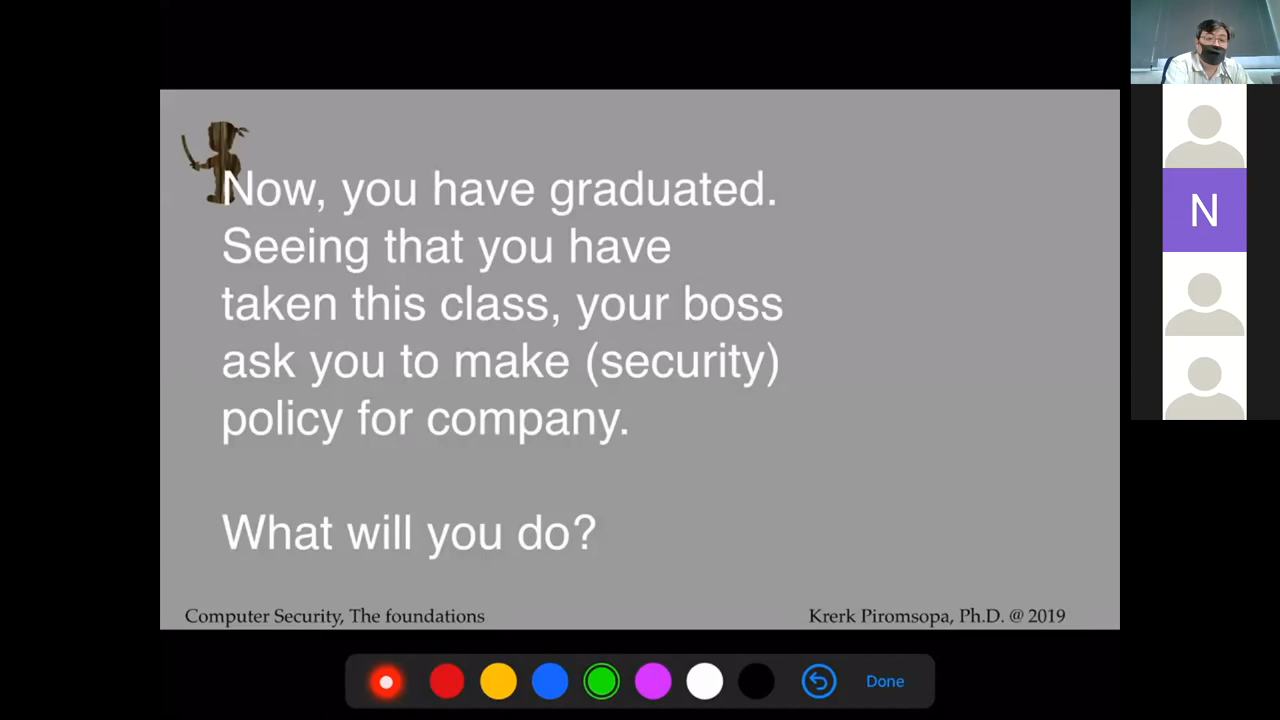 Now, you have graduated.
Seeing that you have
taken this class, your boss
ask you to make (security)
policy for company.
What will you do?
Computer Security, The foundations
Krerk Piromsopa, Ph.D. @ 2019
N
Done